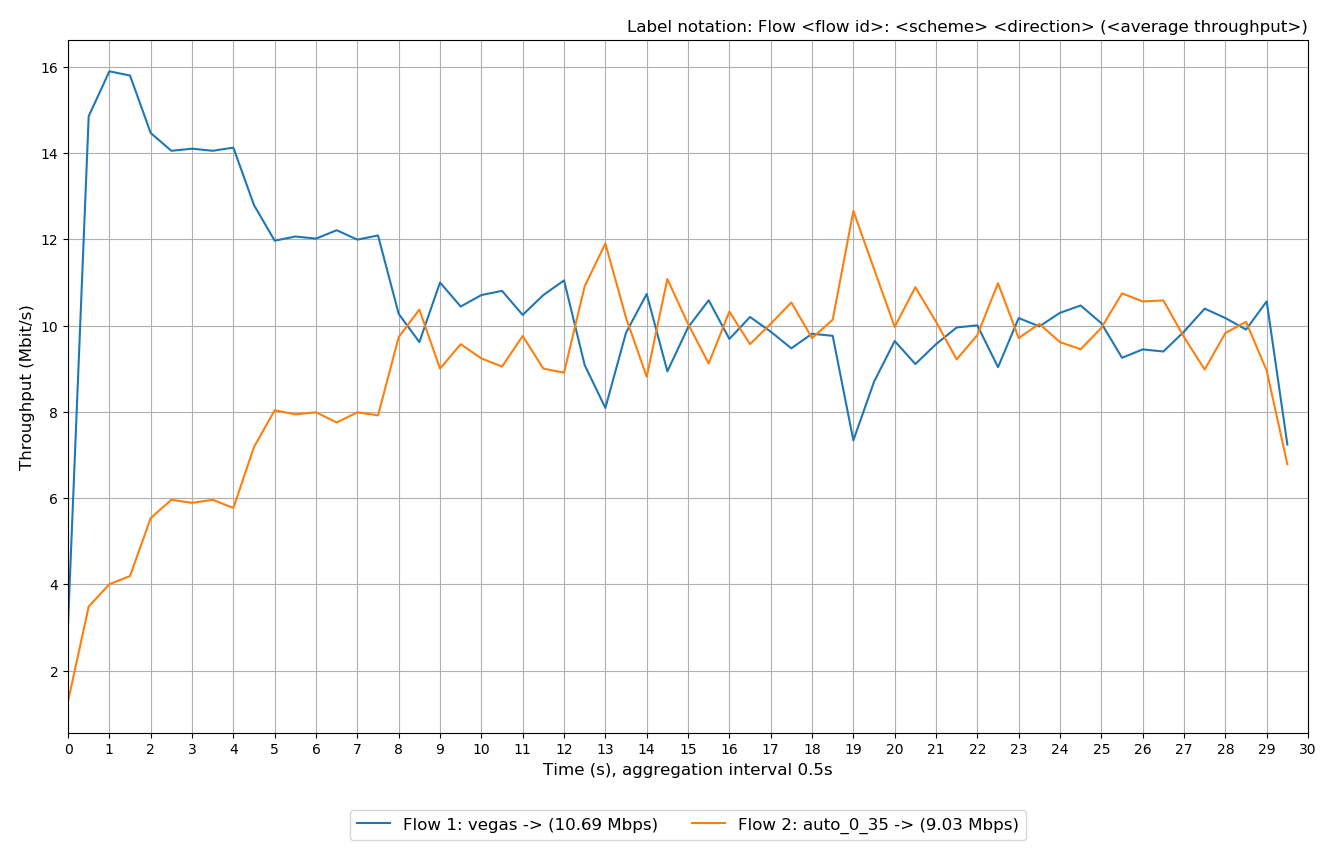 Label notation: Flow <flow id>: <scheme> <direction> (<average throughput>)
16
14
12
10
8
6
4
2
Throughput (Mbit/s)
0 1 2 3 4 5 6 7 8 9 10 11 12 13 14 15 16 17 18 19 20 21 22 23 24 25 26 27 28 29 30
Time (s), aggregation interval 0.5s
Flow 1: vegas -> (10.69 Mbps) Flow 2: auto_0_35 -> (9.03 Mbps)